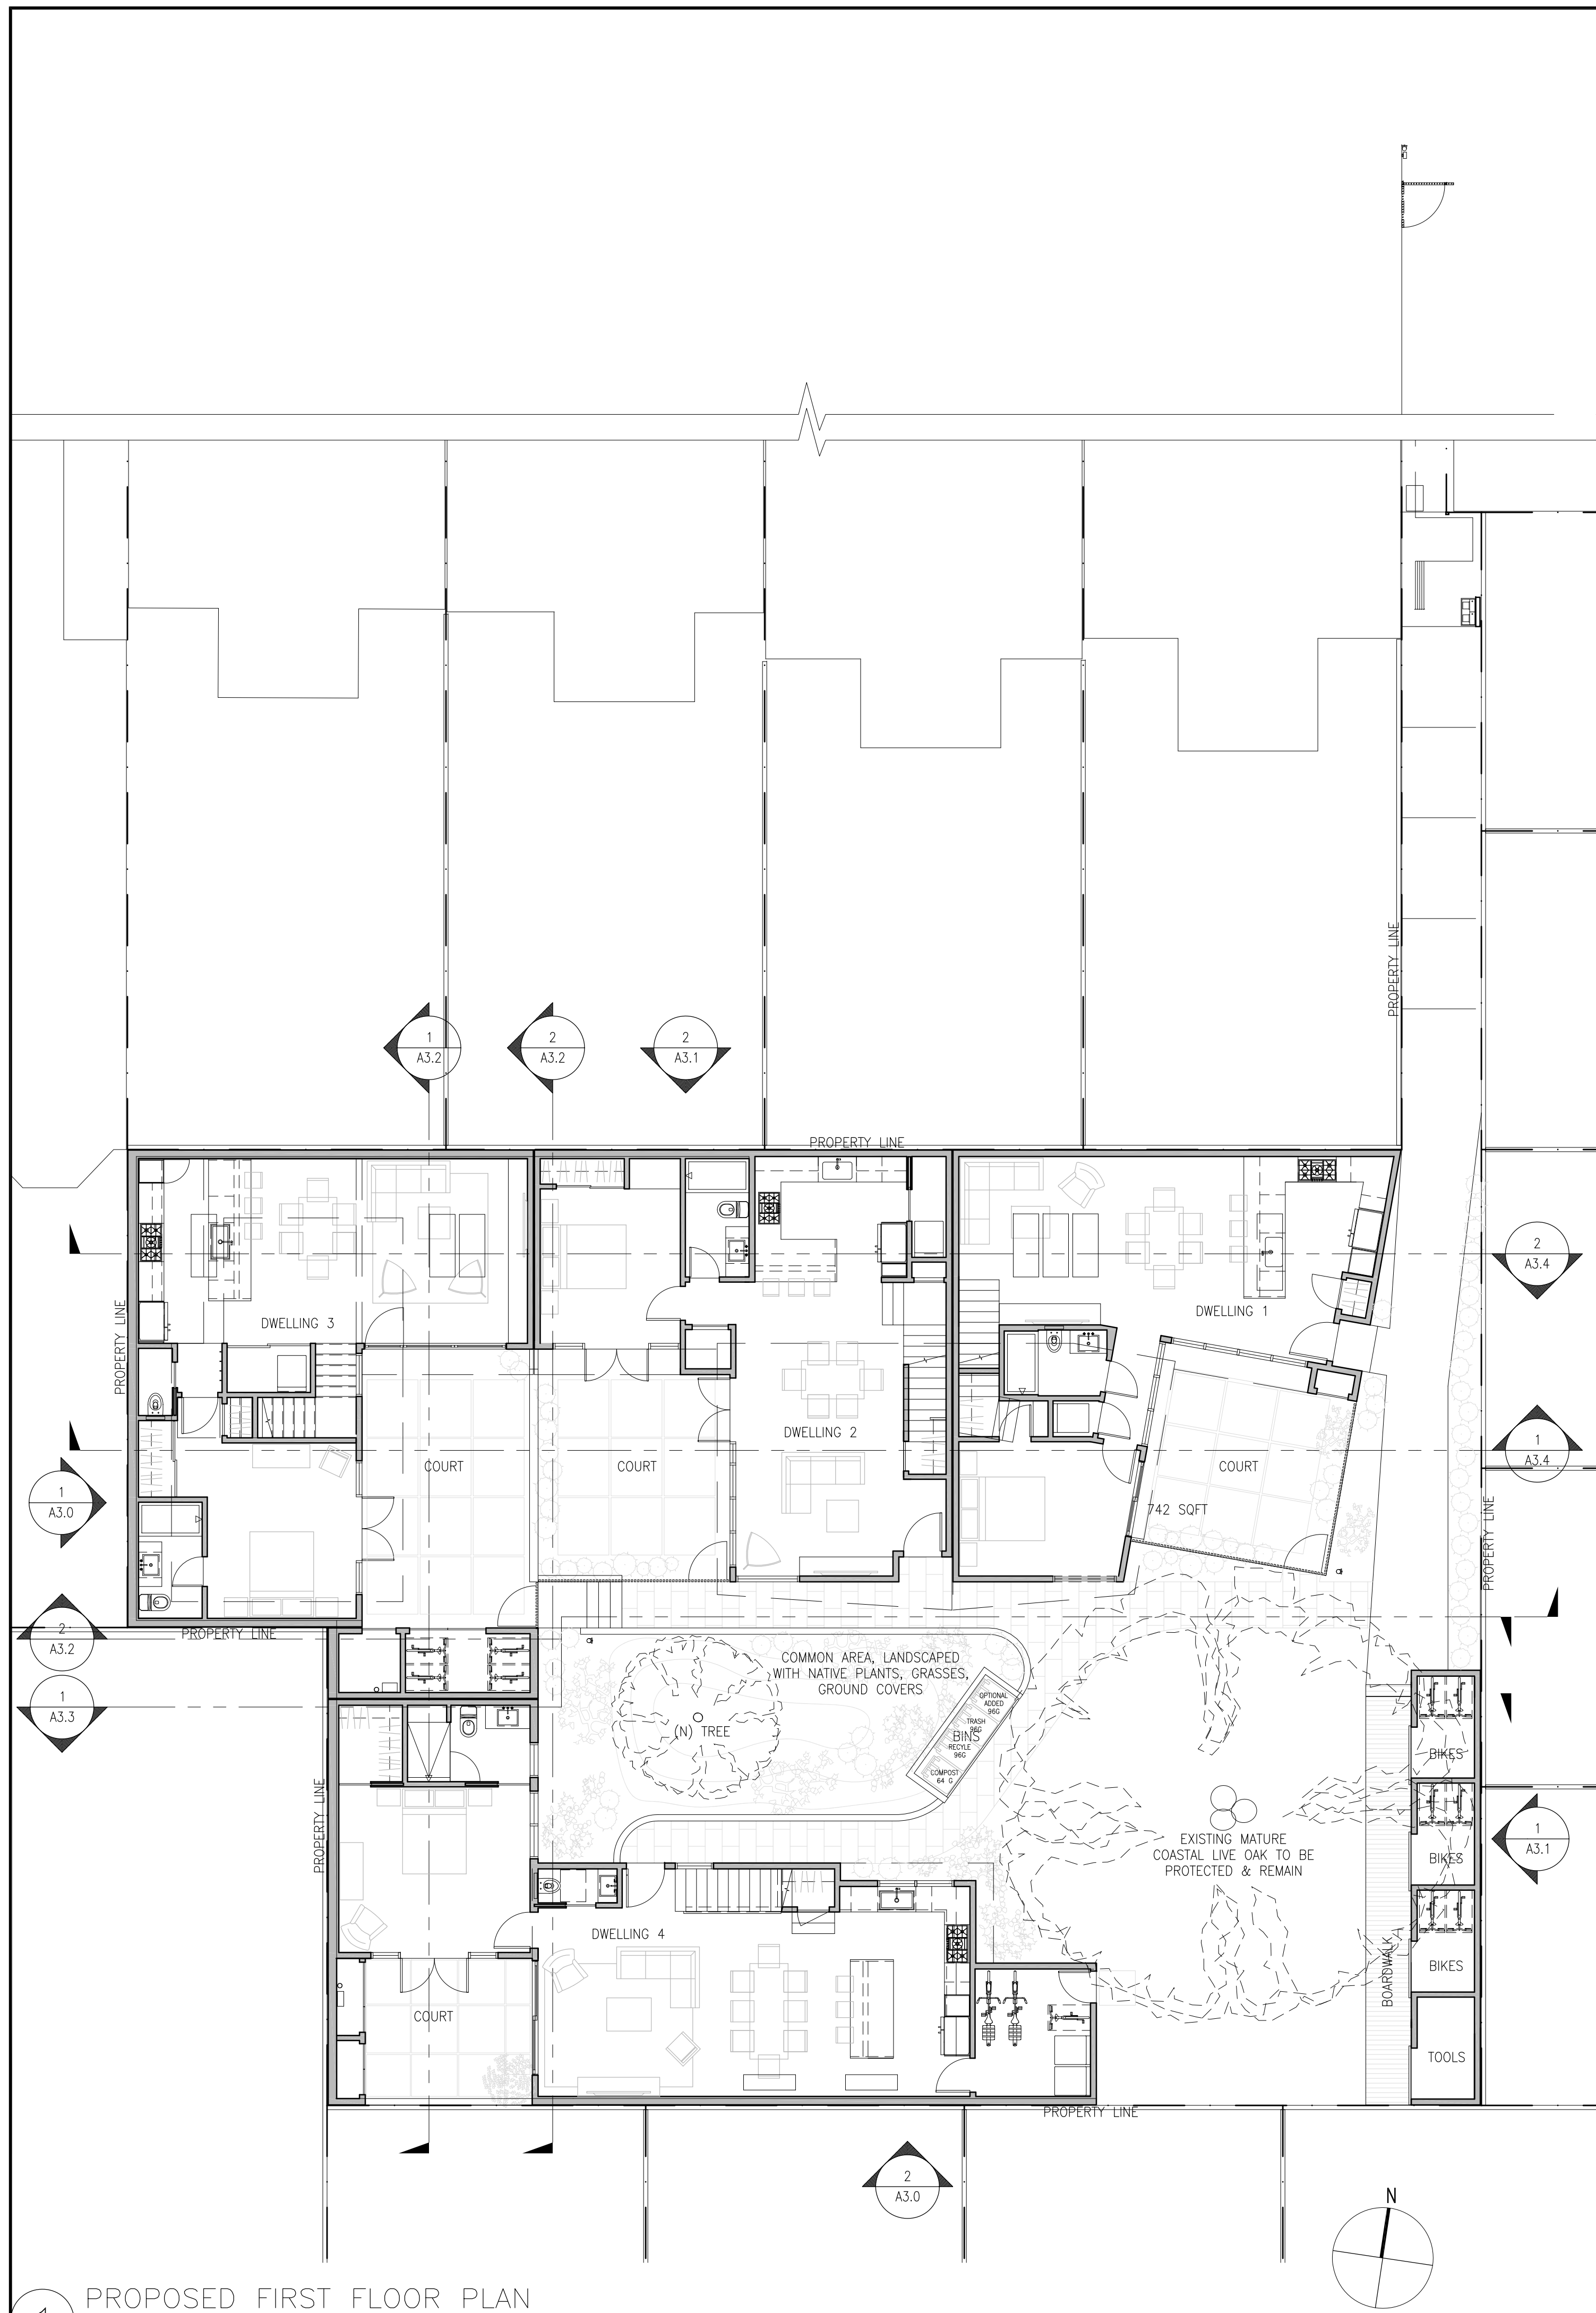 PROPERTY LINE
1
A3.2
2
A3.2
2
A3.1
PROPERTY LINE
DWELLING 3
DWELLING 1
2
A3.4
PROPERTY LINE
DWELLING 2
COURT
COURT
COURT
1
A3.4
1
A3.0
742 SQFT
PROPERTY LINE
2
A3.2
PROPERTY LINE
COMMON AREA, LANDSCAPED
WITH NATIVE PLANTS, GRASSES,
GROUND COVERS
1
A3.3
OPTIONAL
ADDED
96G
TRASH
96G
BINS
RECYLE
96G
COMPOST
64 G
(N) TREE
BIKES
PROPERTY LINE
EXISTING MATURE
COASTAL LIVE OAK TO BE
PROTECTED & REMAIN
BIKES
1
A3.1
DWELLING 4
BIKES
BOARDWALK
COURT
TOOLS
PROPERTY LINE
2
A3.0
N
PROPOSED FIRST FLOOR PLAN